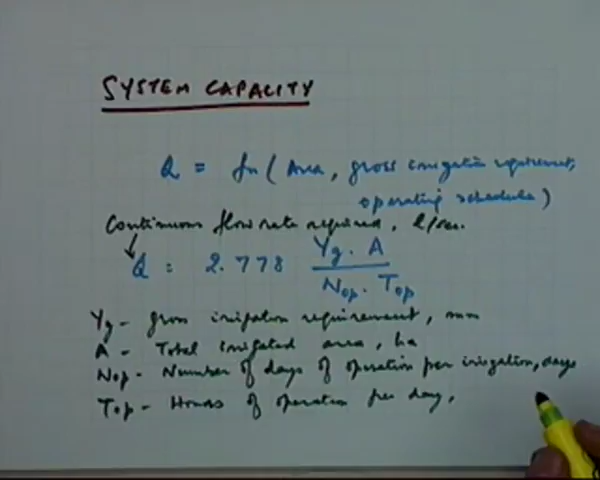 SYSTEM CAPACITY
Q = fn (Area, gross irrigation requirement,
operating schedule)
Continuous flow rate required, l/sec.
Q = 2.778 Yg. A / Nop . Top
Yg - gross irrigation requirement, mm
A - Total irrigated area, ha
Nop - Number of days of operation per irrigation, days
Top - Hours of operation per day,